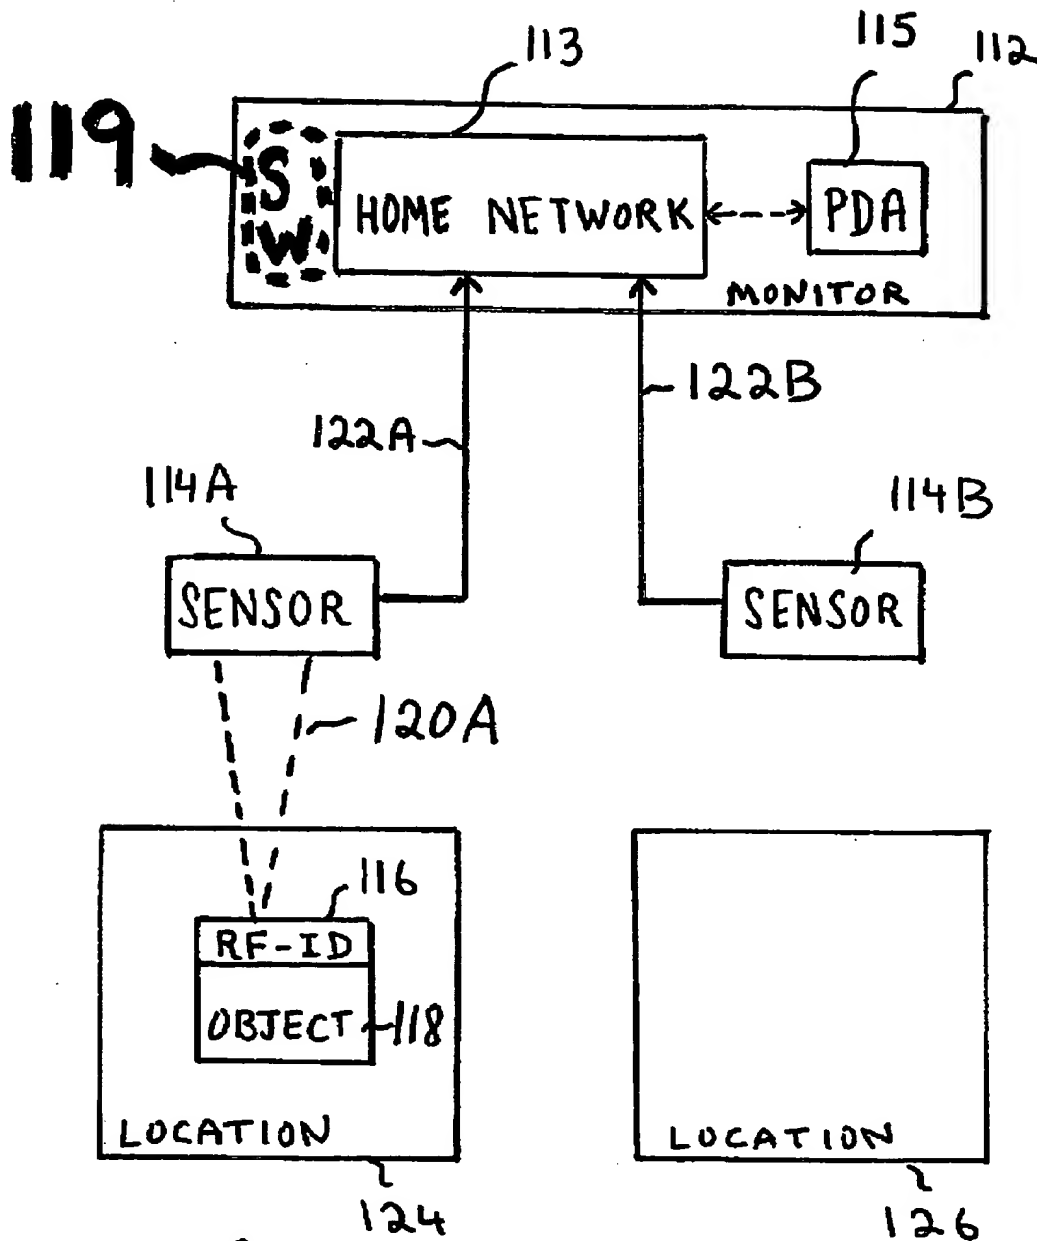 113
115
112
119
S
W
HOME NETWORK
PDA
MONITOR
122A
122B
114A
114B
SENSOR
SENSOR
120A
116
RF-ID
OBJECT
118
LOCATION
LOCATION
124
126